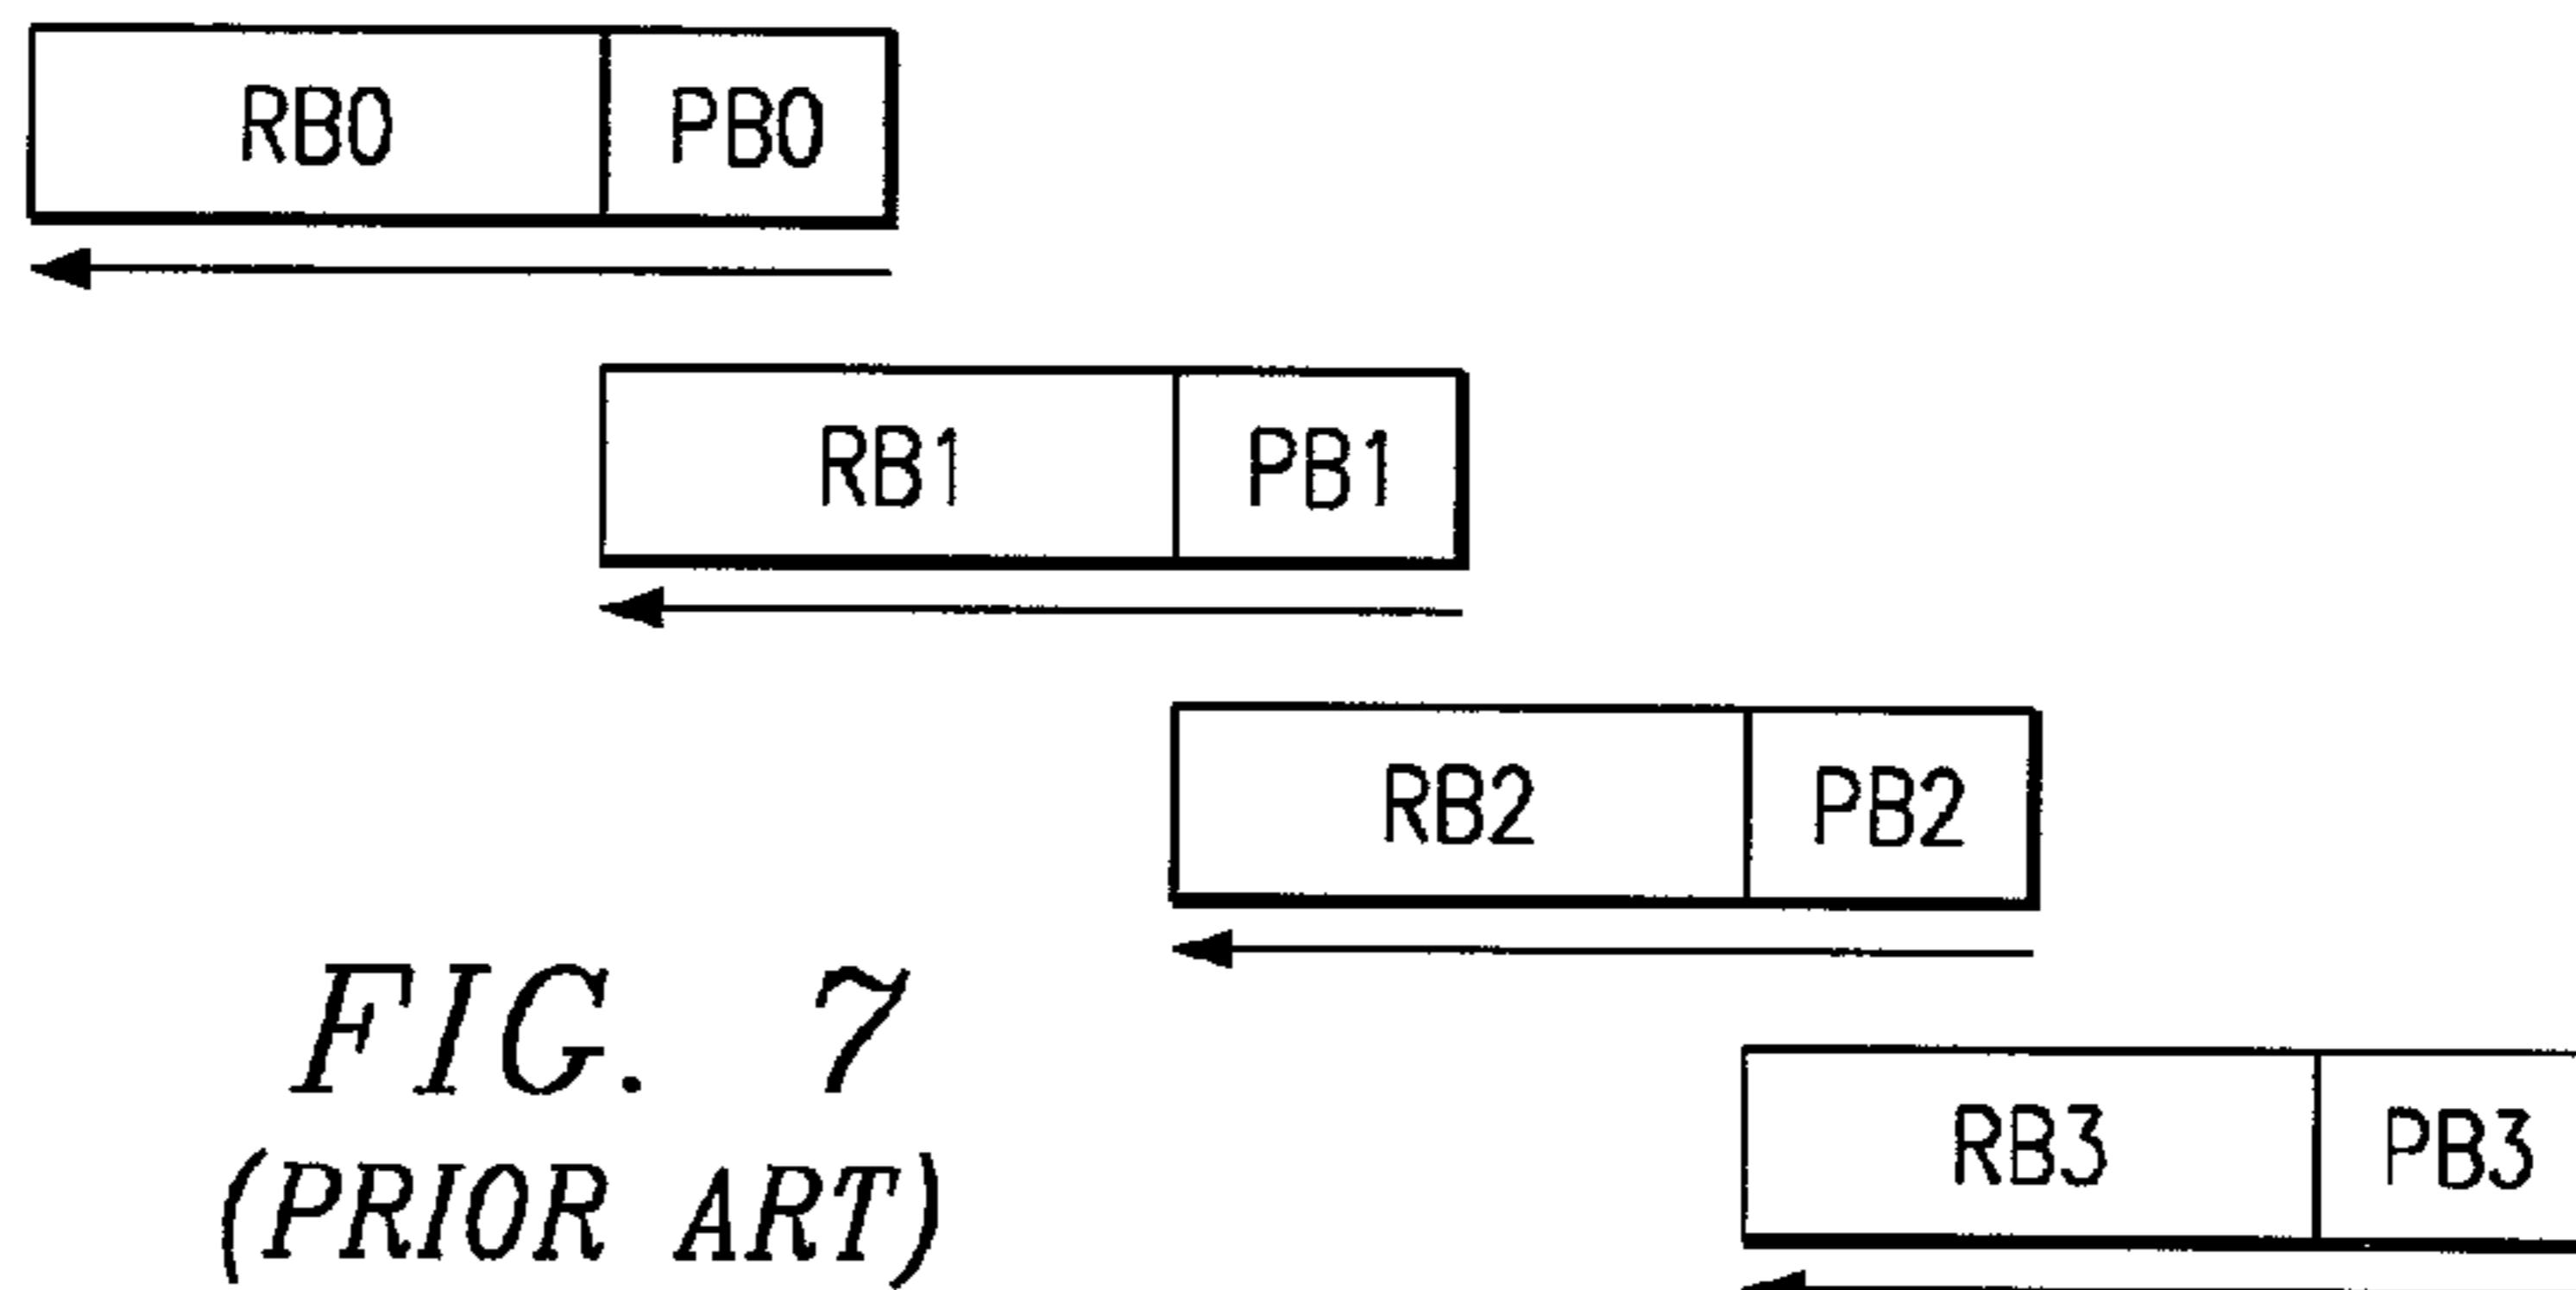 RB0 PB0
RB1 PB1
RB2 PB2
RB3 PB3
FIG. 7
(PRIOR ART)